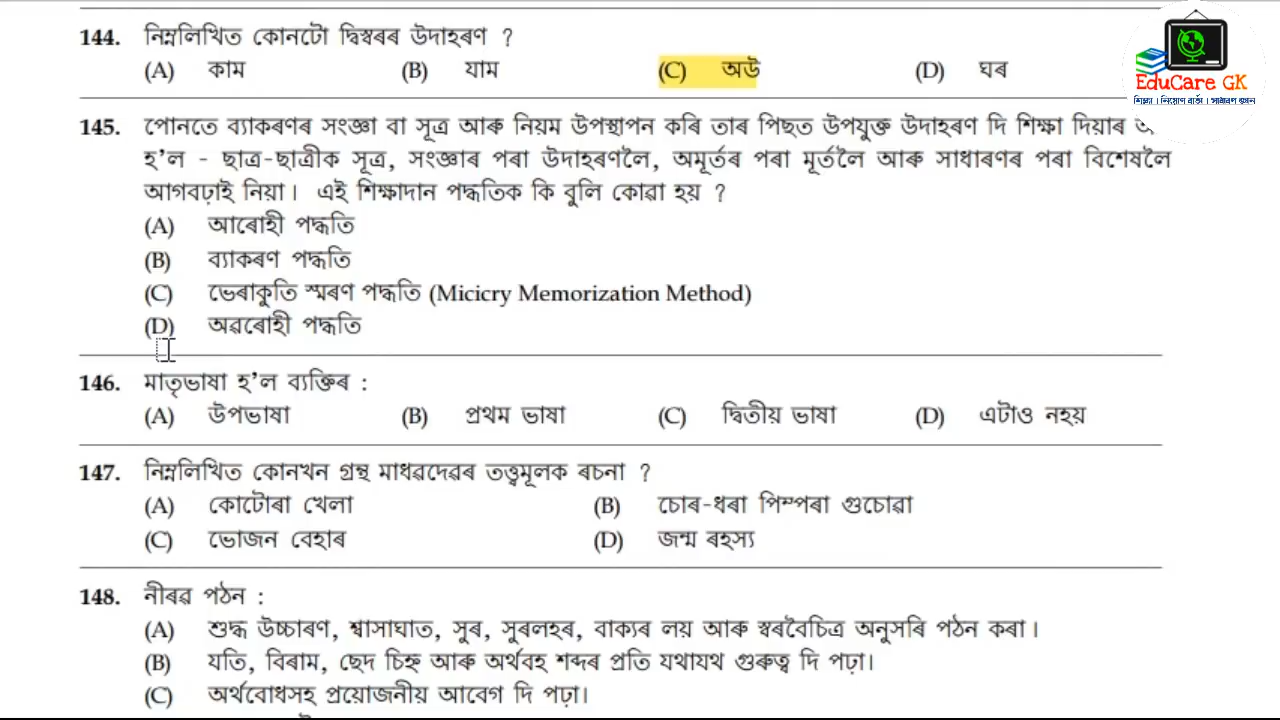 144. নিম্নলিখিত কোনটো দ্বিস্বৰৰ উদাহৰণ ?
(A) কাম (B) যাম (C) অউ (D) ঘৰ
EduCare GK
শিক্ষা । নিয়োগ বাৰ্তা । সাধাৰণ জ্ঞান
145. পোনতে ব্যাকৰণৰ সংজ্ঞা বা সূত্ৰ আৰু নিয়ম উপস্থাপন কৰি তাৰ পিছত উপযুক্ত উদাহৰণ দি শিক্ষা দিয়াৰ
হ'ল - ছাত্ৰ-ছাত্ৰীক সূত্ৰ, সংজ্ঞাৰ পৰা উদাহৰণলৈ, অমূৰ্তৰ পৰা মূৰ্তলৈ আৰু সাধাৰণৰ পৰা বিশেষলৈ
আগবঢ়াই নিয়া। এই শিক্ষাদান পদ্ধতিক কি বুলি কোৱা হয় ?
(A) আৰোহী পদ্ধতি
(B) ব্যাকৰণ পদ্ধতি
(C) ভেৰাকুতি স্মৰণ পদ্ধতি (Micicry Memorization Method)
(D) অৱৰোহী পদ্ধতি
146. মাতৃভাষা হ'ল ব্যক্তিৰ :
(A) উপভাষা (B) প্ৰথম ভাষা (C) দ্বিতীয় ভাষা (D) এটাও নহয়
147. নিম্নলিখিত কোনখন গ্ৰন্থ মাধৱদেৱৰ তত্ত্বমূলক ৰচনা ?
(A) কোটোৰা খেলা (B) চোৰ-ধৰা পিম্পৰা গুচোৱা
(C) ভোজন বেহাৰ (D) জন্ম ৰহস্য
148. নীৰৱ পঠন :
(A) শুদ্ধ উচ্চাৰণ, শ্বাসাঘাত, সুৰ, সুৰলহৰ, বাক্যৰ লয় আৰু স্বৰবৈচিত্ৰ অনুসৰি পঠন কৰা।
(B) যতি, বিৰাম, ছেদ চিহ্ন আৰু অৰ্থবহ শব্দৰ প্ৰতি যথাযথ গুৰুত্ব দি পঢ়া।
(C) অৰ্থবোধসহ প্ৰয়োজনীয় আবেগ দি পঢ়া।